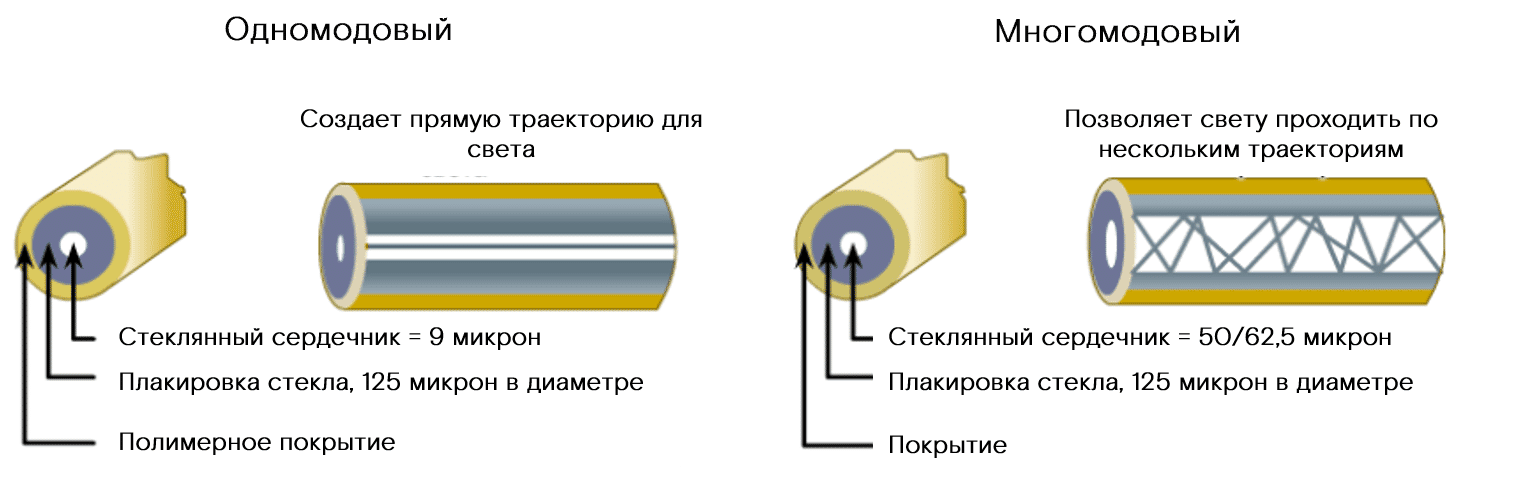 Одномодовый
Создает прямую траекторию для
света
Стеклянный сердечник = 9 микрон
Плакировка стекла, 125 микрон в диаметре
Полимерное покрытие
Многомодовый
Позволяет свету проходить по
нескольким траекториям
Стеклянный сердечник = 50/62,5 микрон
Плакировка стекла, 125 микрон в диаметре
Покрытие